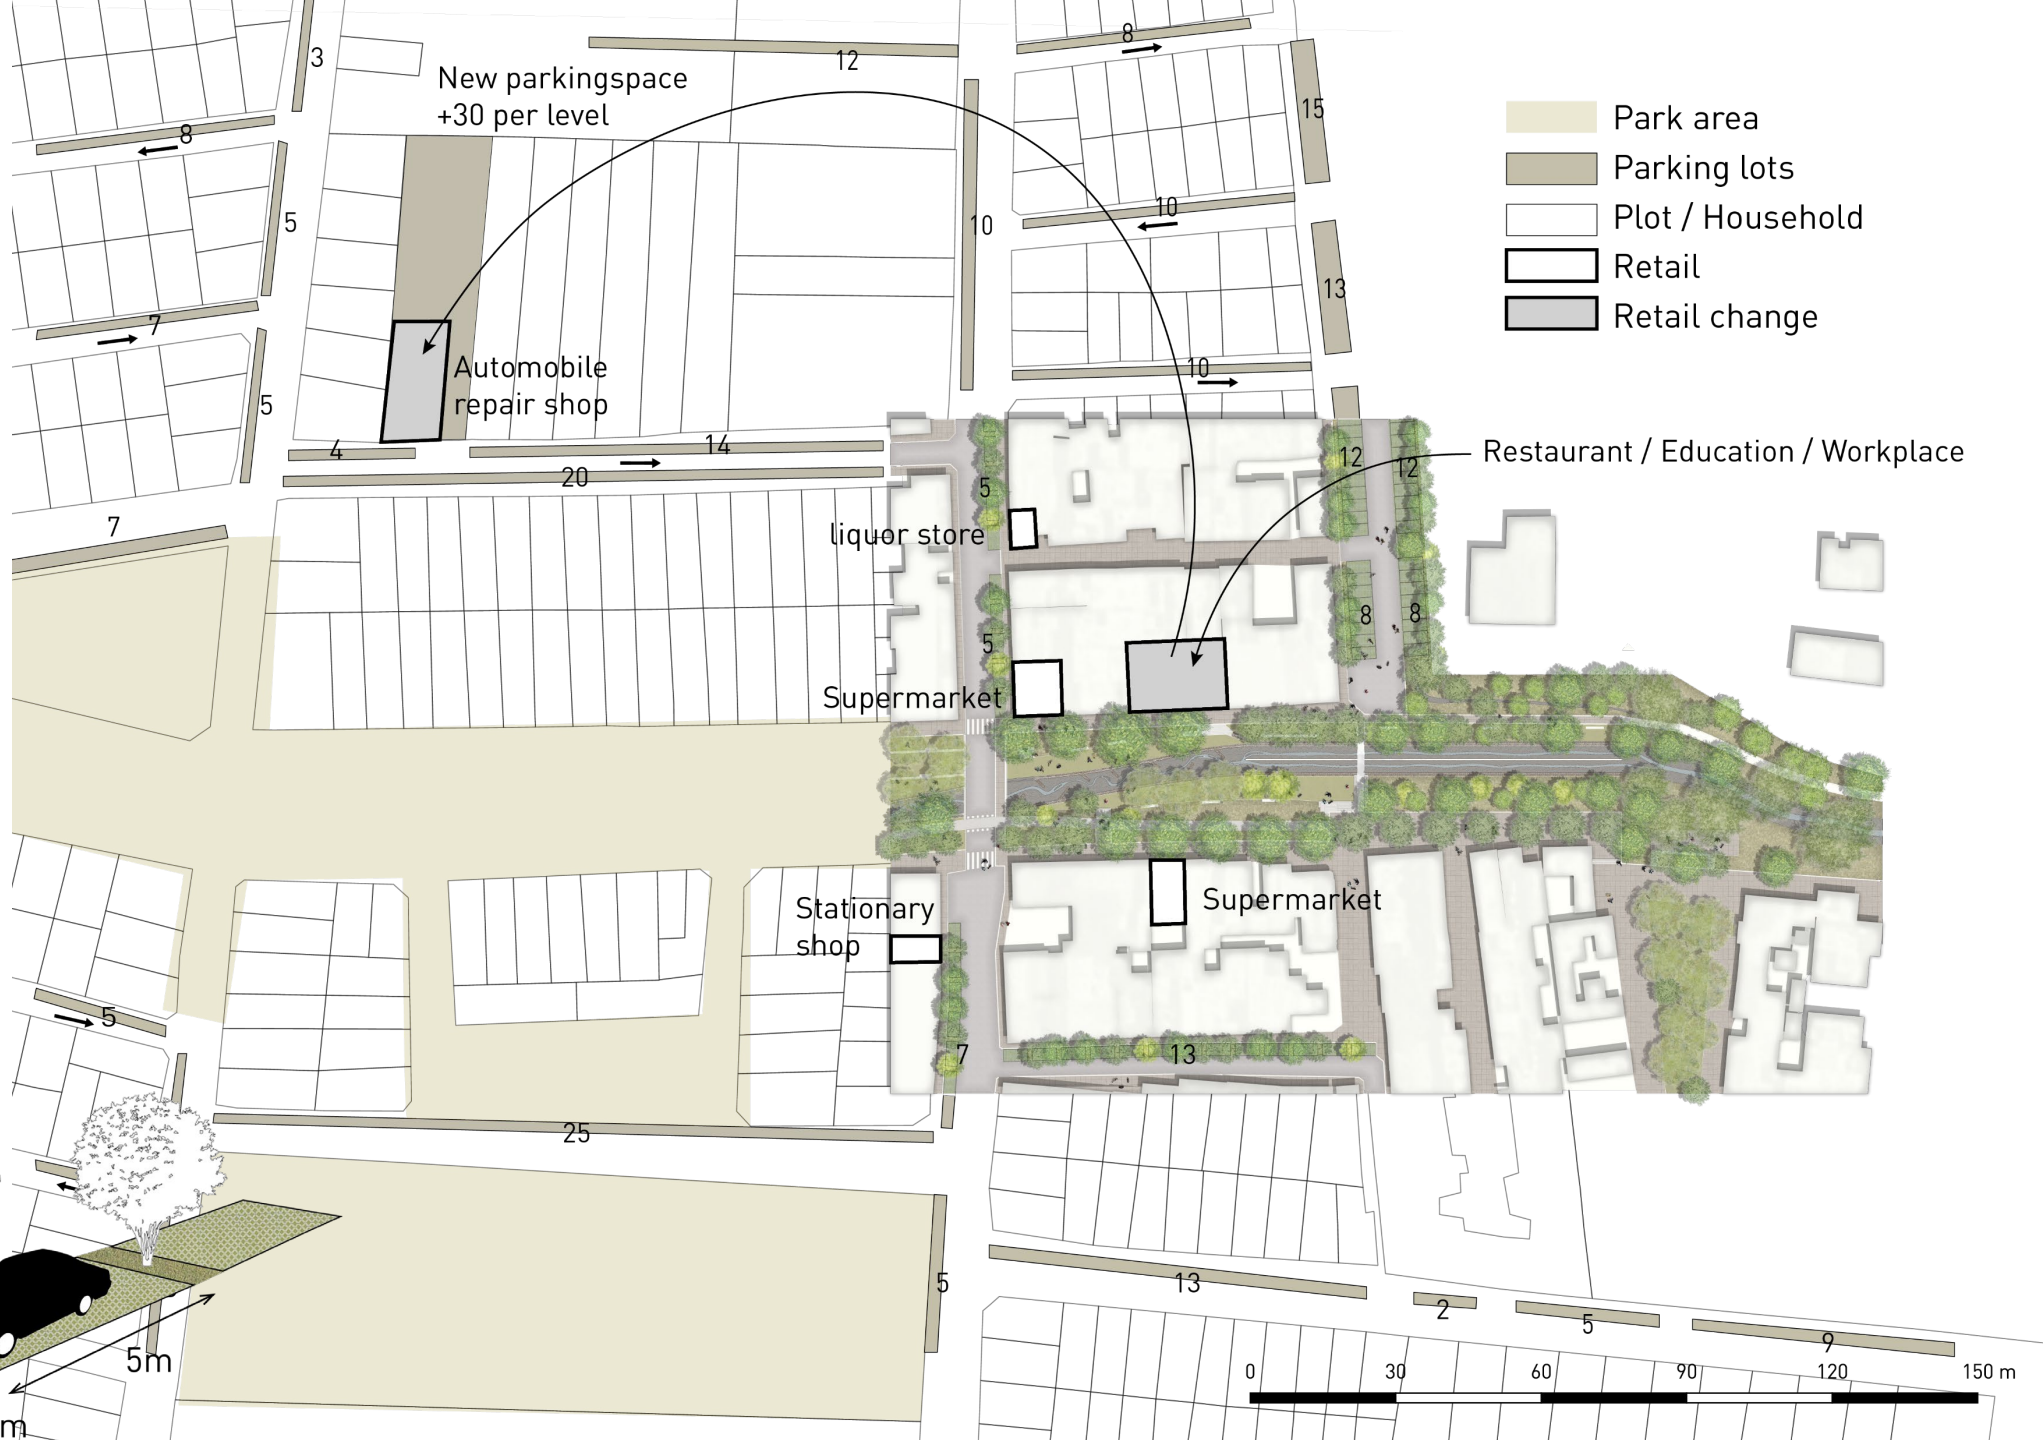 8
3
12
New parkingspace
+30 per level
15
8
10
5
10
13
7
10
Automobile
repair shop
5
4
14
20
7
5
liquor store
12
12
Restaurant / Education / Workplace
8
8
5
Supermarket
Stationary
shop
Supermarket
5
7
13
25
5
13
2
5
9
5m
m
Park area
Parking lots
Plot / Household
Retail
Retail change
0
30
60
90
120
150 m